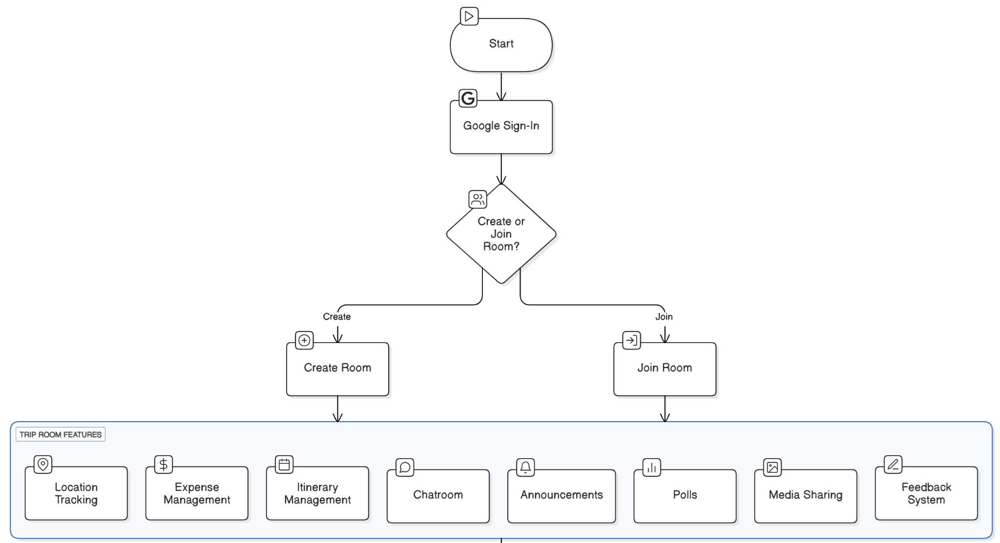 Start
G
Google Sign-In
Create or
Join
Room?
Create
Join
Create Room
Join Room
TRIP ROOM FEATURES
Location
Tracking
Expense
Management
Itinerary
Management
Chatroom
Announcements
Polls
Media Sharing
Feedback
System